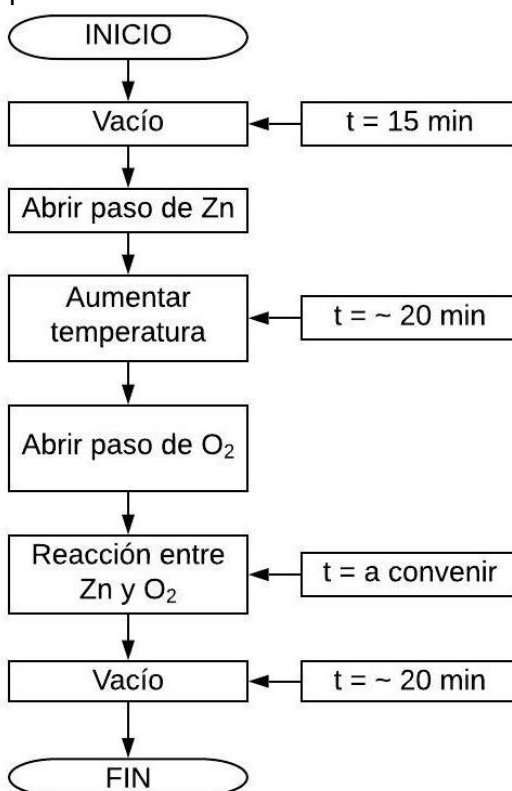 INICIO
Vacío
t = 15 min
Abrir paso de Zn
Aumentar
temperatura
t = ~ 20 min
Abrir paso de O₂
Reacción entre
Zn y O₂
t = a convenir
Vacío
t = ~ 20 min
FIN